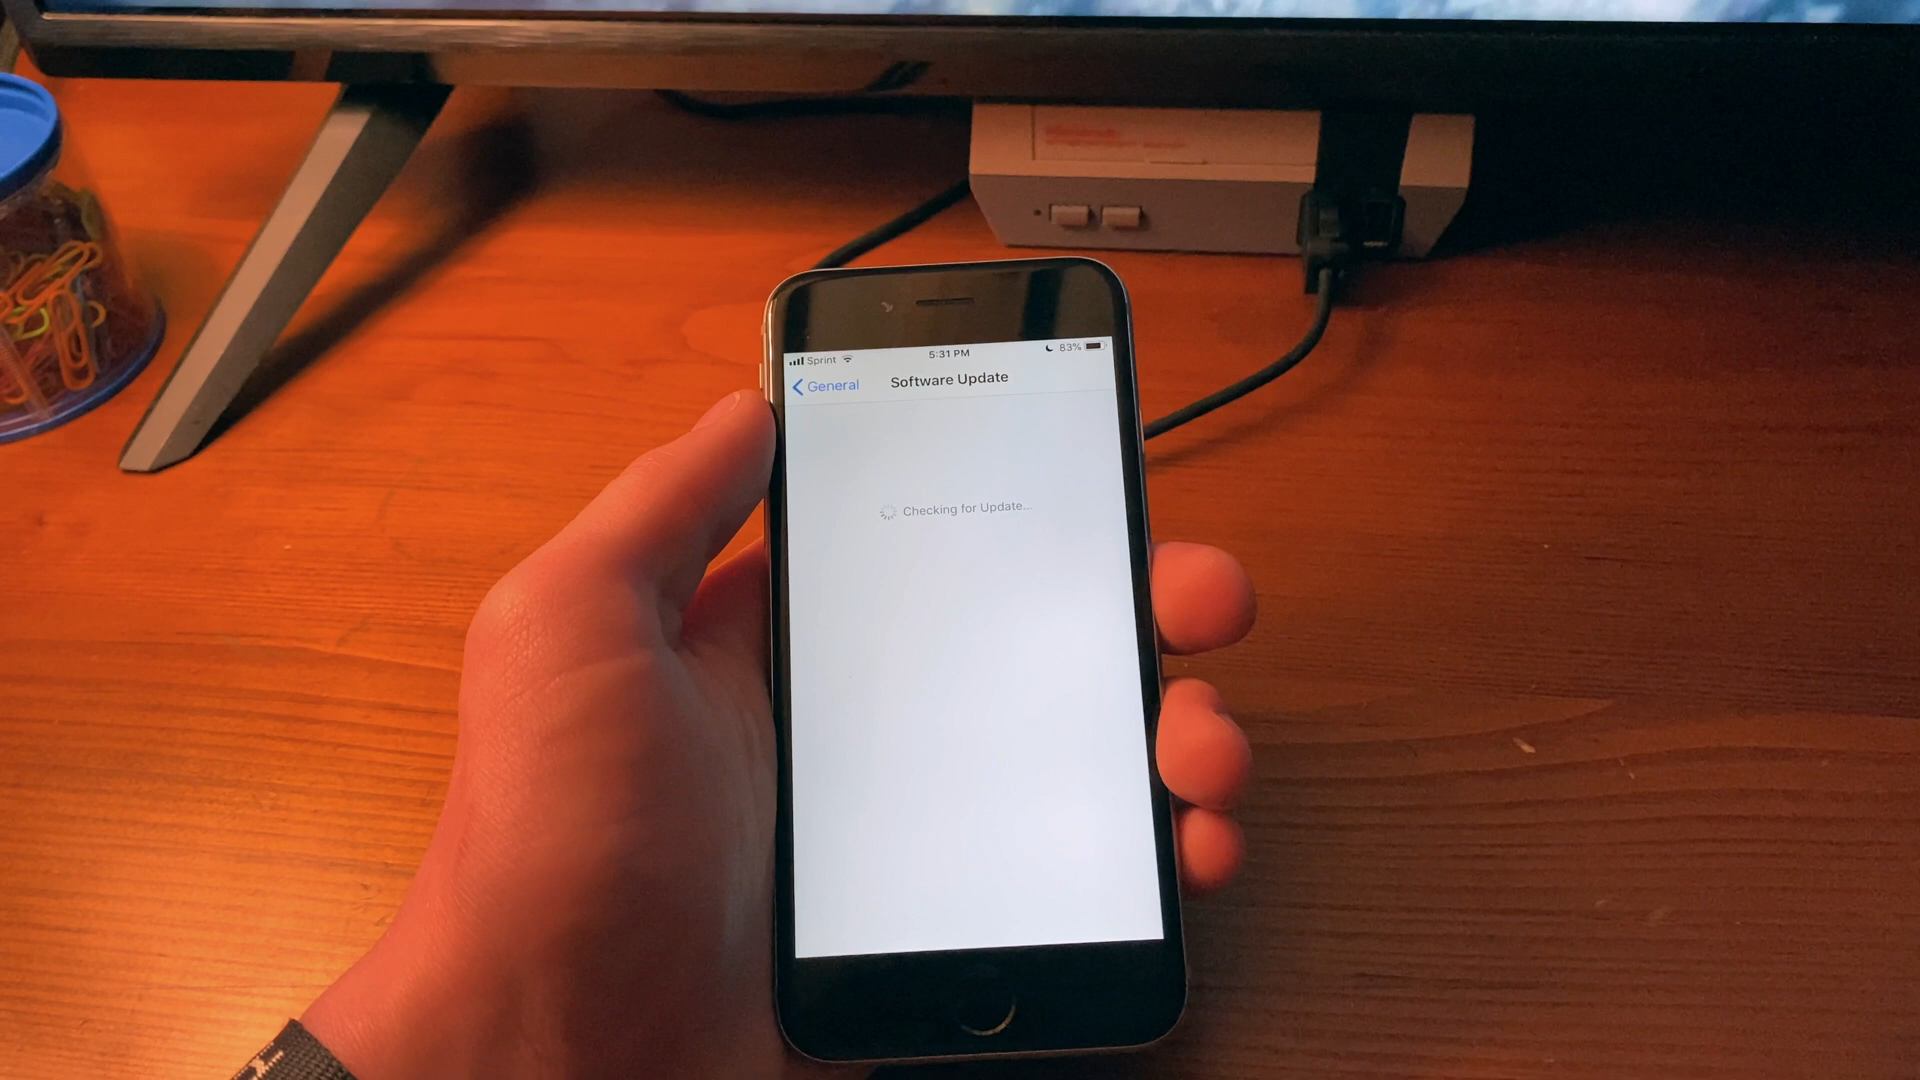 Sprint 5:31 PM 83%
General Software Update
Checking for Update...